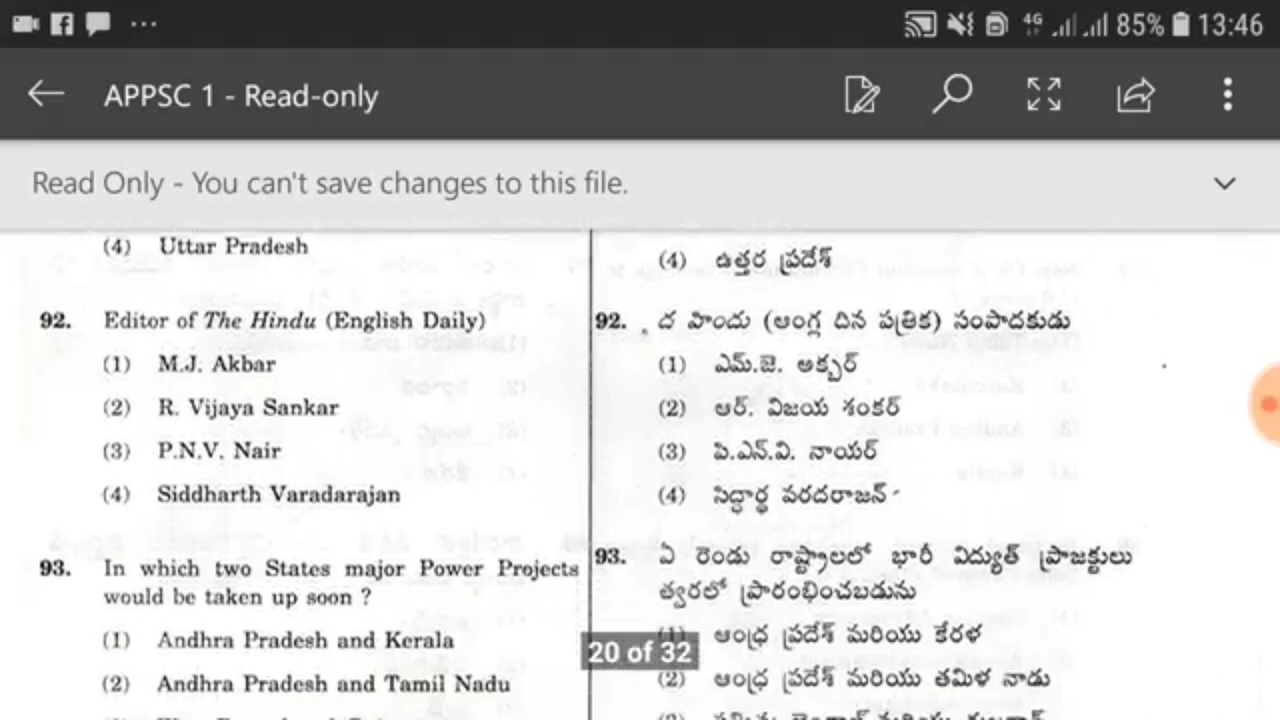 4G 85% 13:46
APPSC 1 - Read-only
Read Only - You can't save changes to this file.
(4) Uttar Pradesh
92. Editor of The Hindu (English Daily)
(1) M.J. Akbar
(2) R. Vijaya Sankar
(3) P.N.V. Nair
(4) Siddharth Varadarajan
93. In which two States major Power Projects
would be taken up soon ?
(1) Andhra Pradesh and Kerala
(2) Andhra Pradesh and Tamil Nadu
(4) ఉత్తర ప్రదేశ్
92. ద హిందు (ఆంగ్ల దిన పత్రిక) సంపాదకుడు
(1) ఎమ్.జె. అక్బర్
(2) ఆర్. విజయ శంకర్
(3) పి.ఎన్.వి. నాయర్
(4) సిద్ధార్థ వరదరాజన్
93. ఏ రెండు రాష్ట్రాలలో భారీ విద్యుత్ ప్రాజక్టులు
త్వరలో ప్రారంభించబడును
(1) ఆంధ్ర ప్రదేశ్ మరియు కేరళ
(2) ఆంధ్ర ప్రదేశ్ మరియు తమిళ నాడు
20 of 32